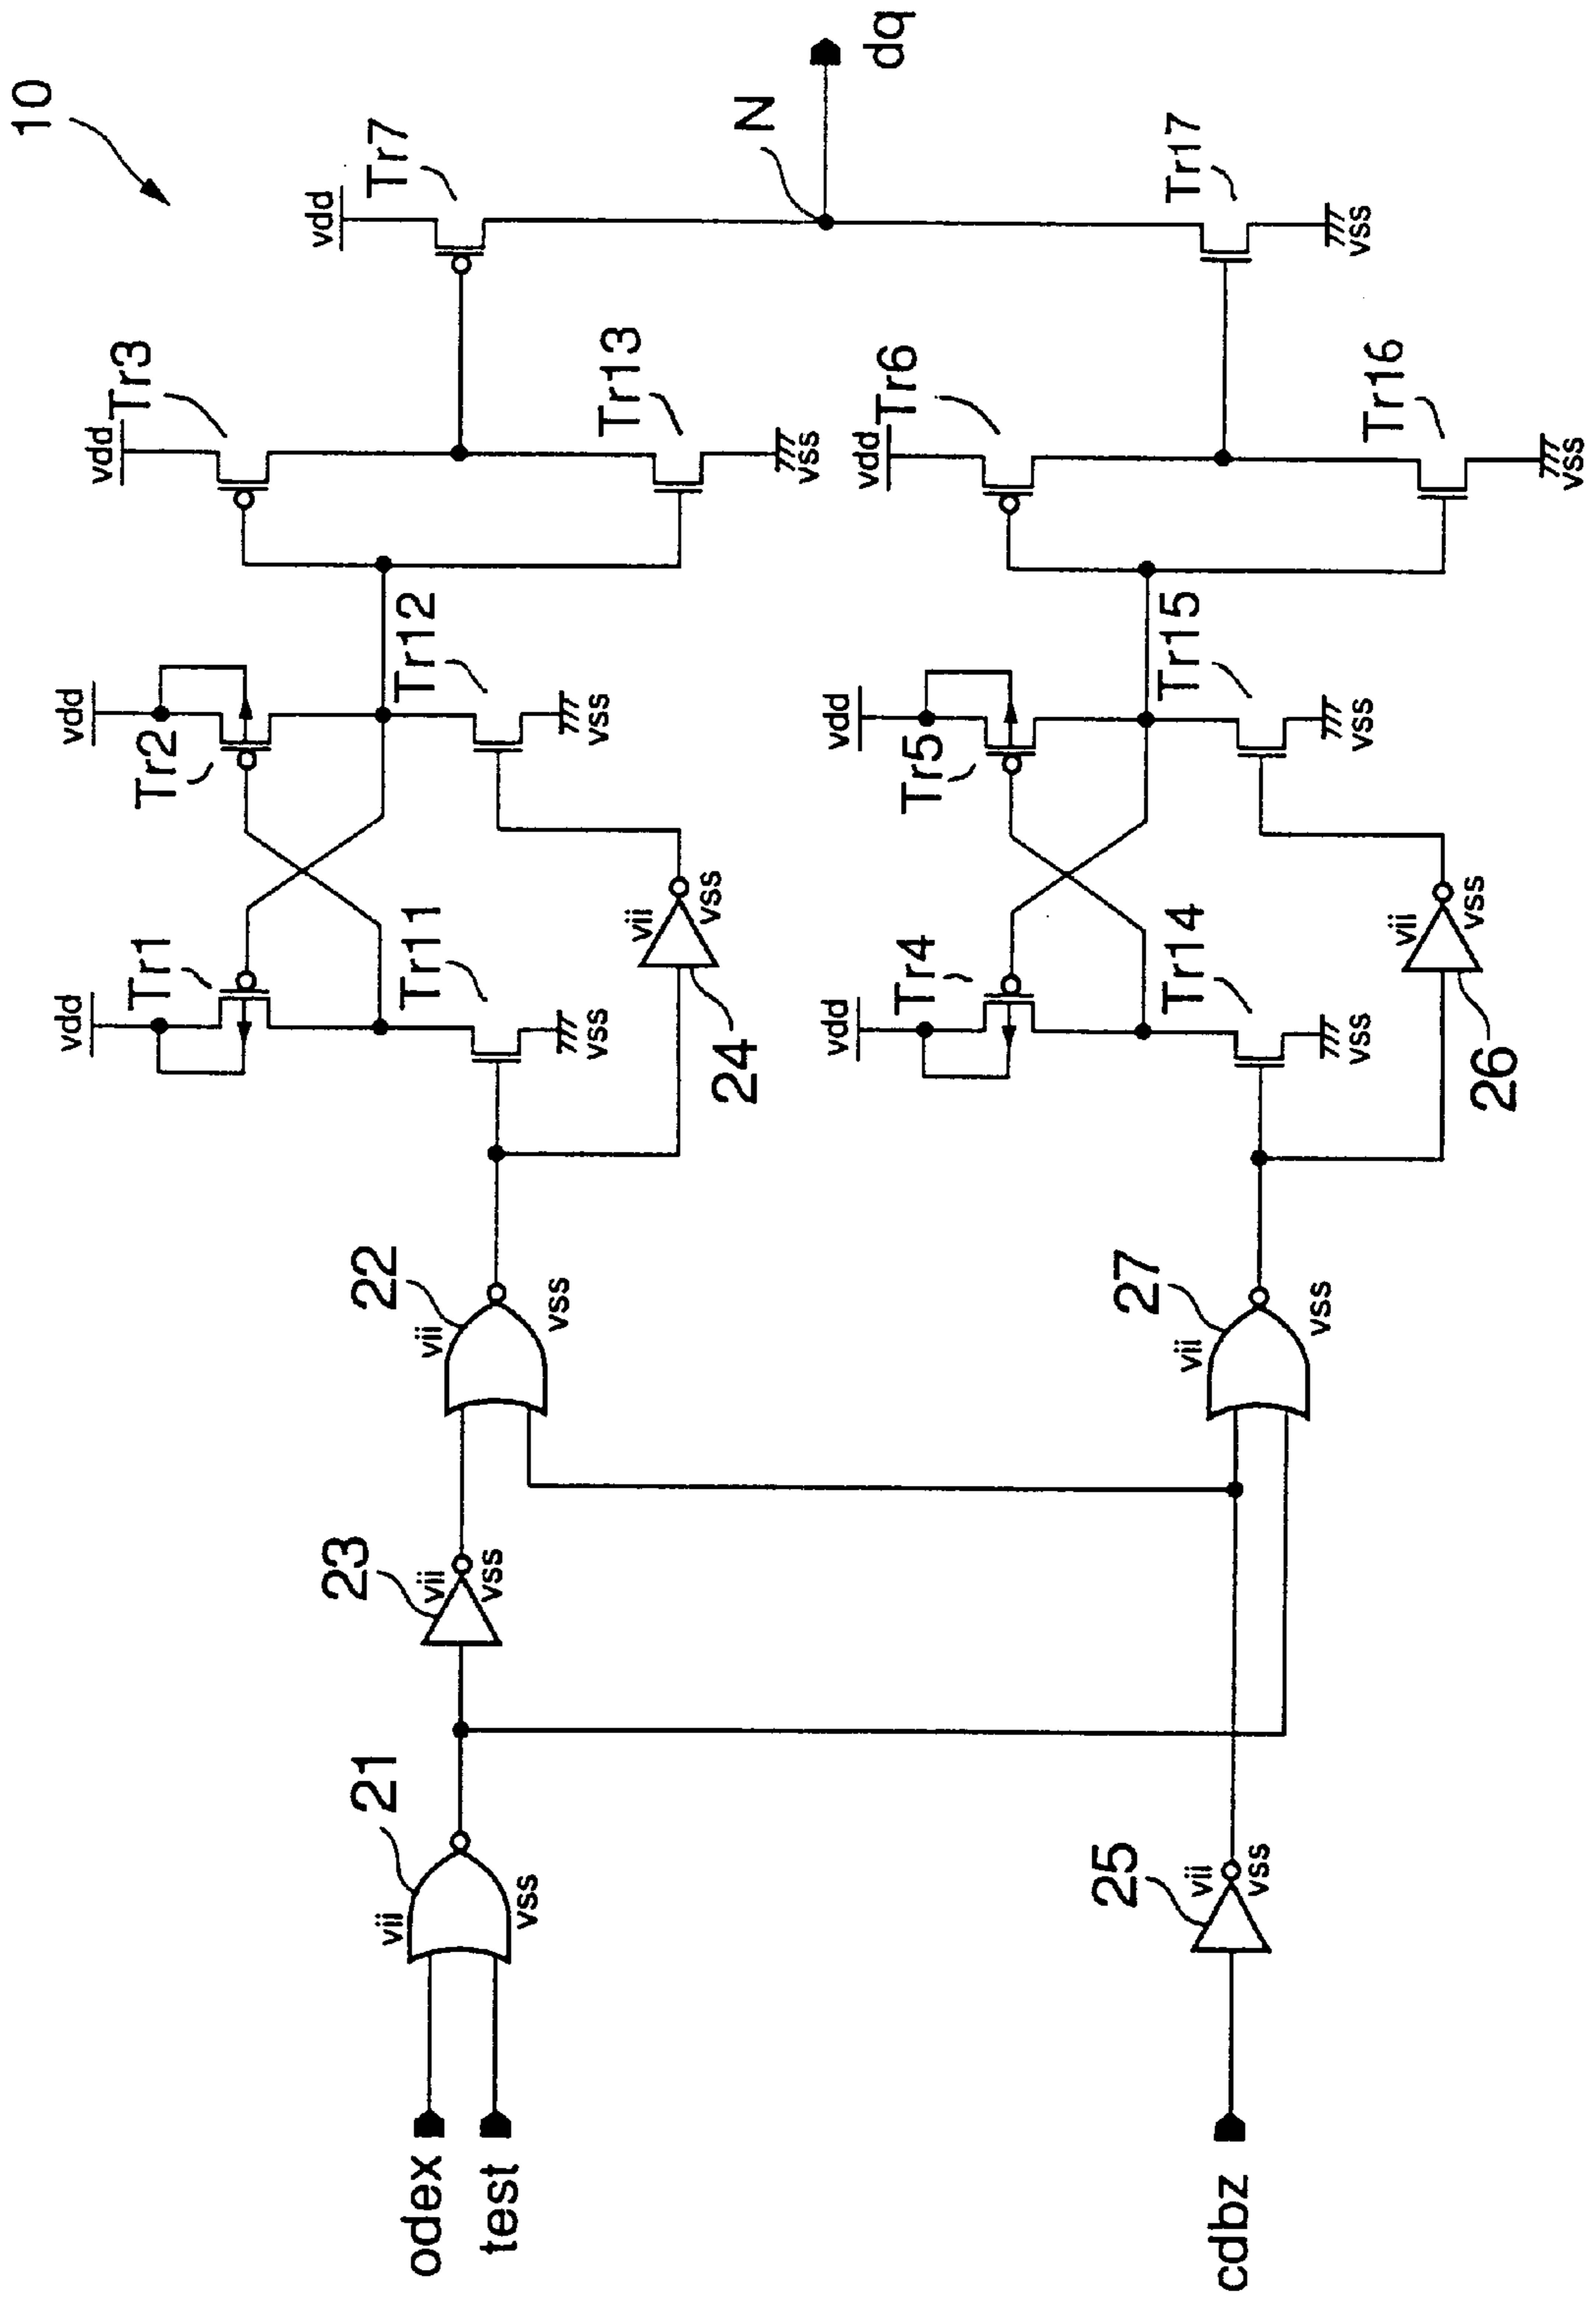 10
vdd
Tr3
vdd
Tr7
vdd
Tr2
Tr12
vdd
Tr1
Tr11
Tr13
vss
vss
vss
vii
vss
24
N
dq
odex
test
21
vii
vss
23
vii
vss
22
vii
vss
vdd
Tr4
Tr14
vss
vdd
Tr5
Tr15
vss
vdd
Tr6
Tr16
vss
Tr17
vss
cdbz
25
vii
vss
27
vii
vss
vii
vss
26